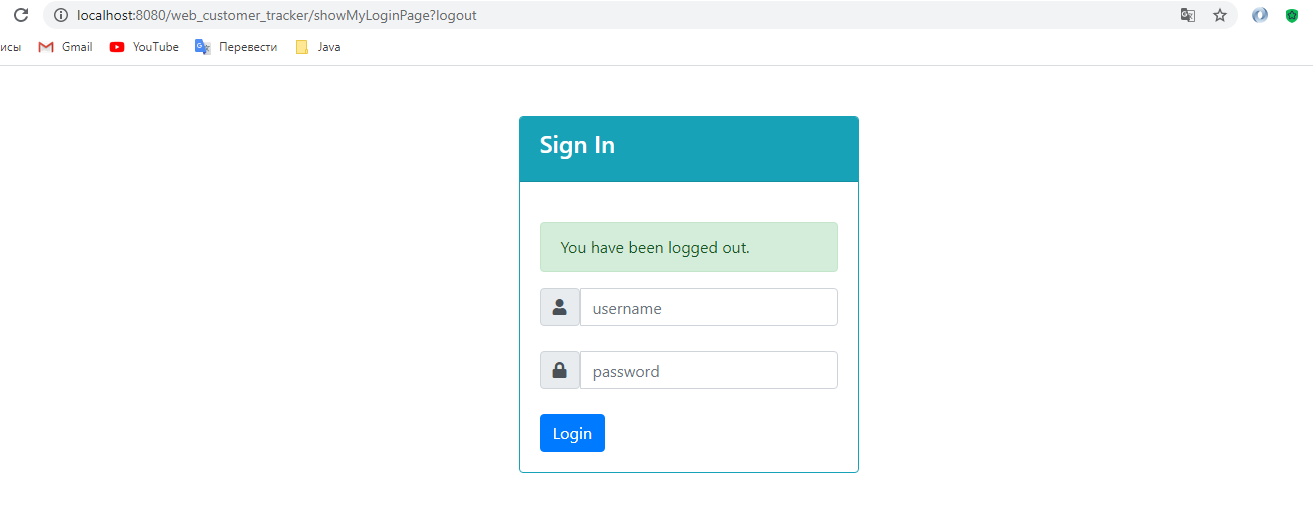 localhost:8080/web_customer_tracker/showMyLoginPage?logout
исы Gmail YouTube Перевести Java
Sign In
You have been logged out.
username
password
Login